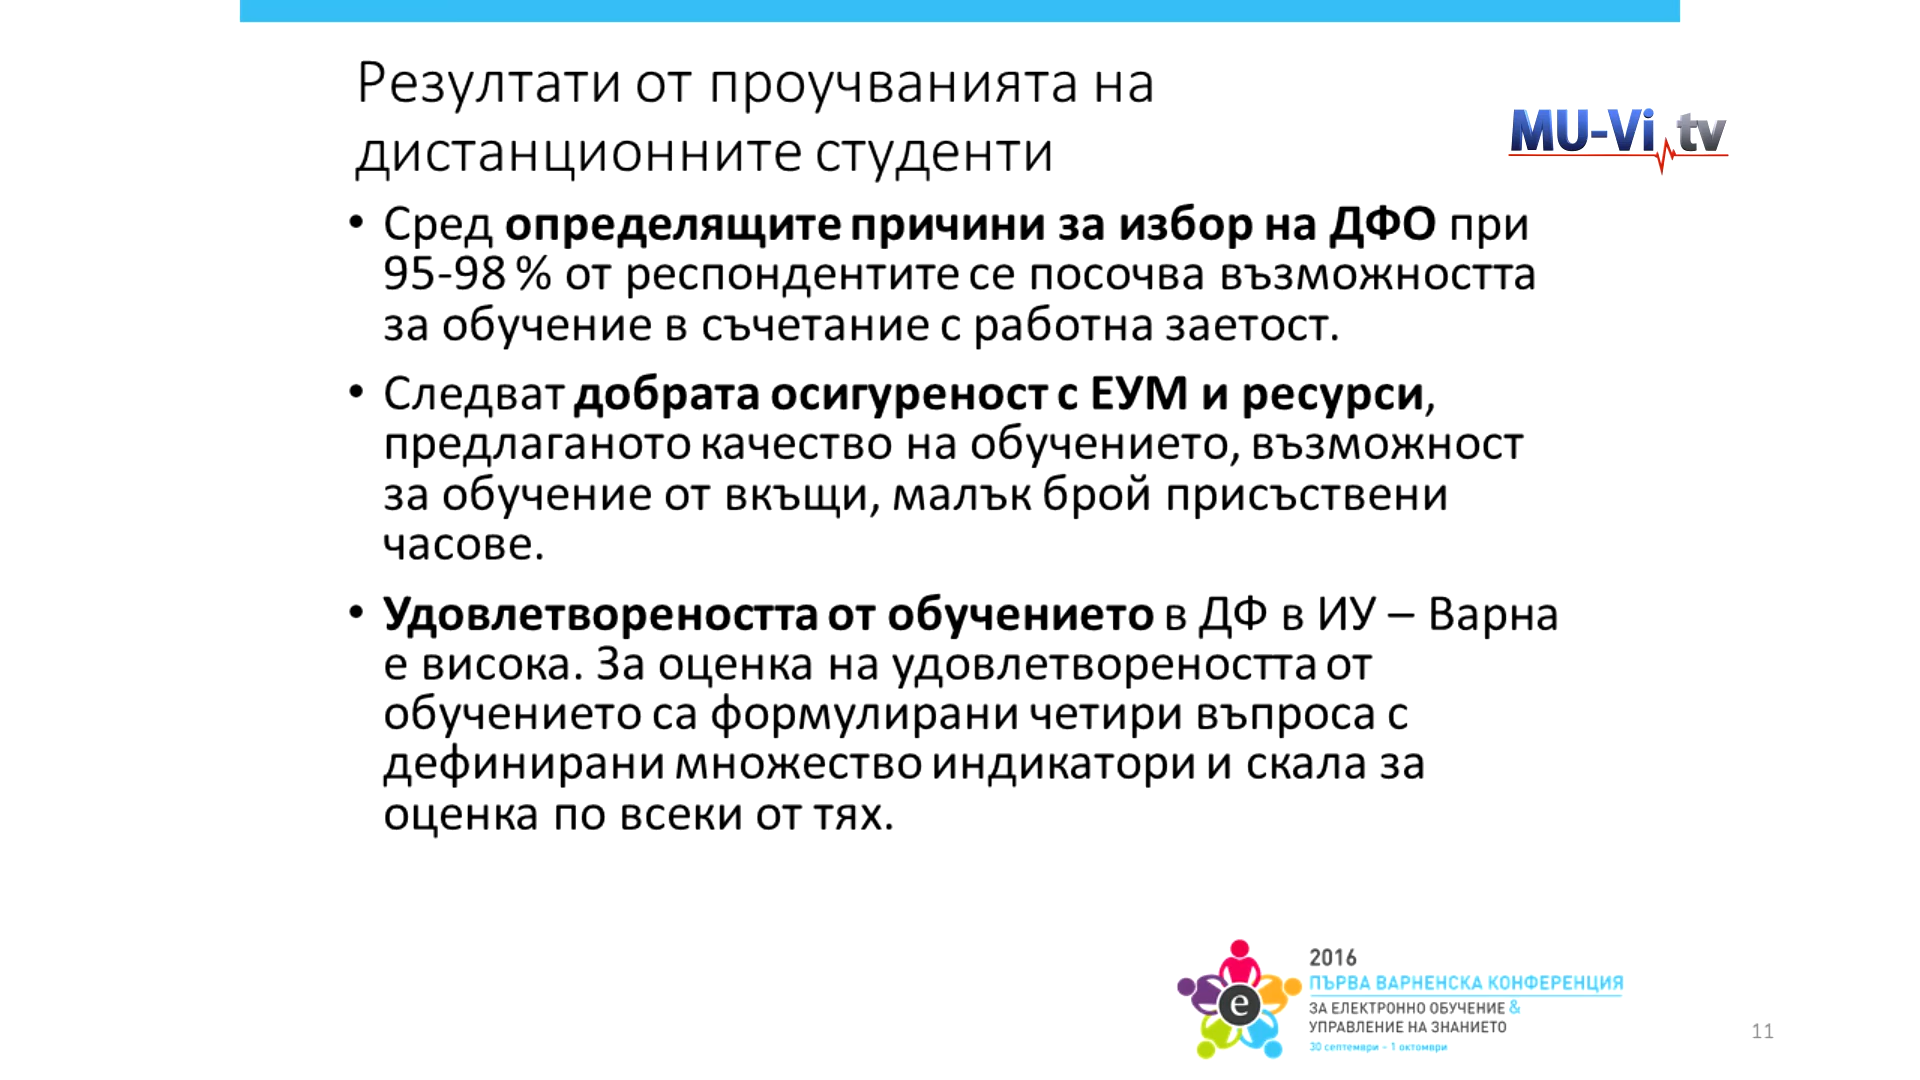 Резултати от проучванията на
дистанционните студенти
MU-Vi tv
• Сред определящите причини за избор на ДФО при
95-98 % от респондентите се посочва възможността
за обучение в съчетание с работна заетост.
• Следват добрата осигуреност с ЕУМ и ресурси,
предлаганото качество на обучението, възможност
за обучение от вкъщи, малък брой присъствени
часове.
• Удовлетвореността от обучението в ДФ в ИУ – Варна
е висока. За оценка на удовлетвореността от
обучението са формулирани четири въпроса с
дефинирани множество индикатори и скала за
оценка по всеки от тях.
e
2016
ПЪРВА ВАРНЕНСКА КОНФЕРЕНЦИЯ
ЗА ЕЛЕКТРОННО ОБУЧЕНИЕ &
УПРАВЛЕНИЕ НА ЗНАНИЕТО
30 септември – 1 октомври
11